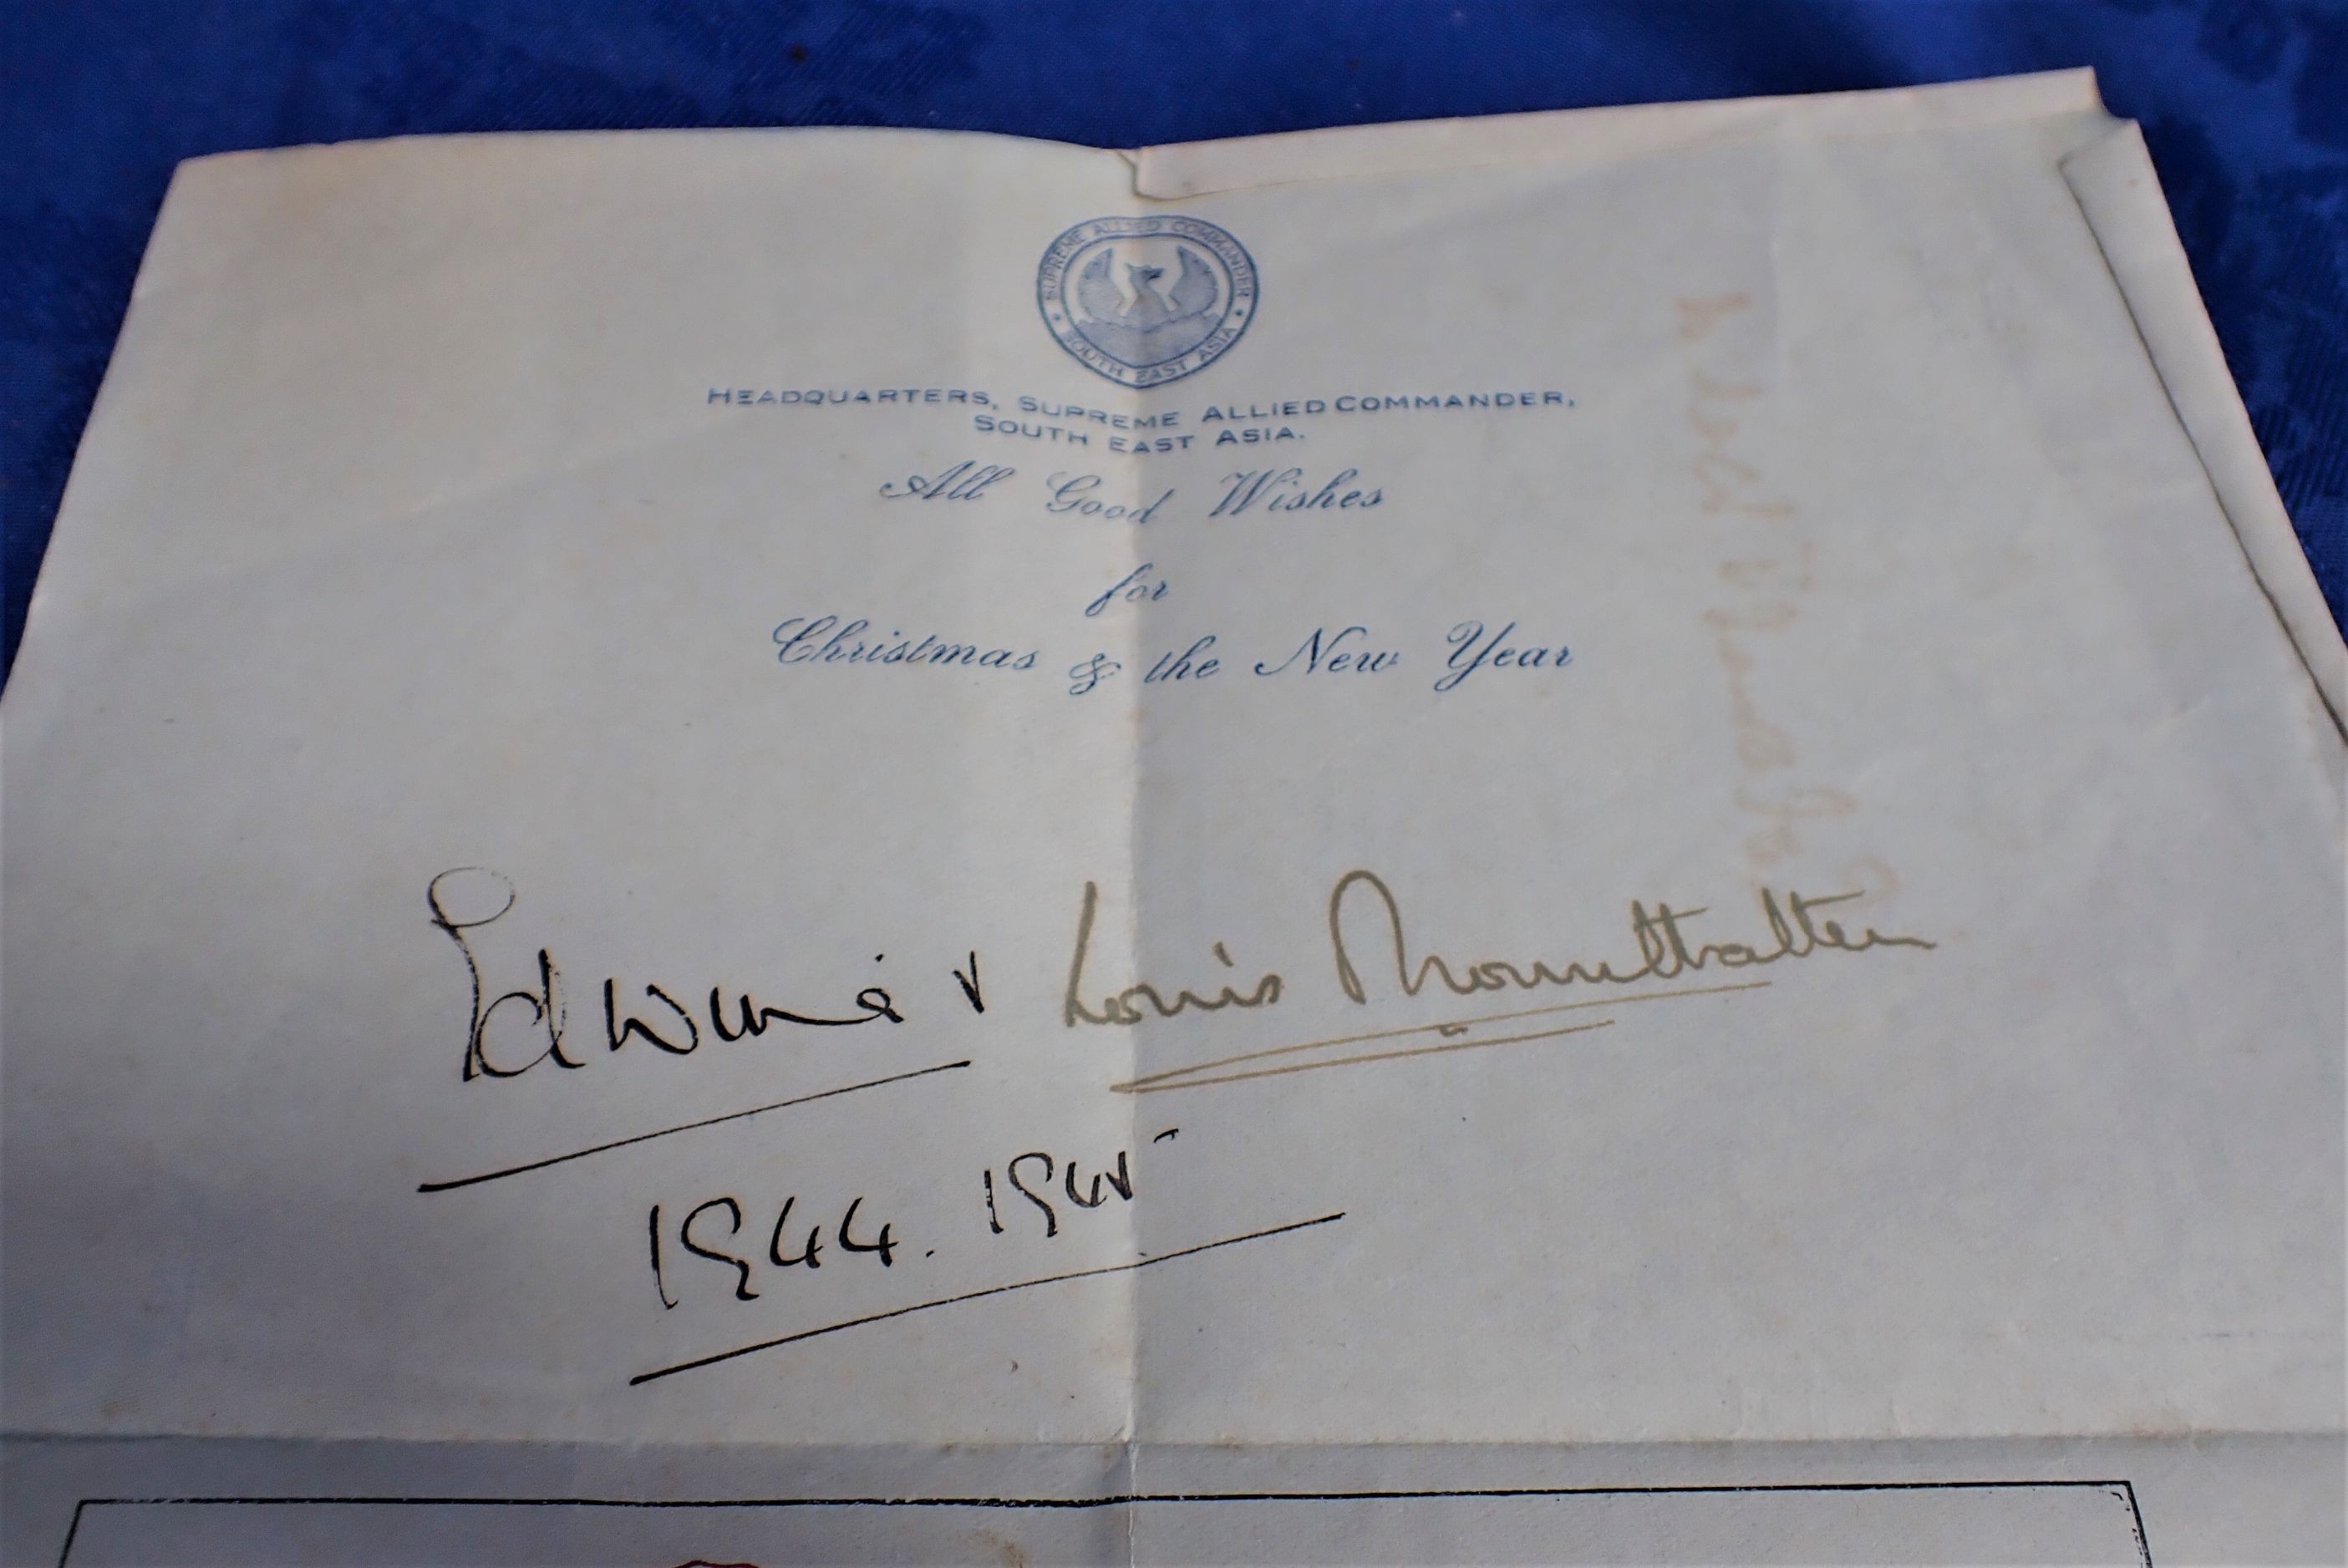 SUPREME ALLIED COMMANDER
SOUTH EAST ASIA
HEADQUARTERS, SUPREME ALLIED COMMANDER,
SOUTH EAST ASIA.
All Good Wishes
for
Christmas & the New Year
Edwina & Louis Mountbatten
1944. 1945